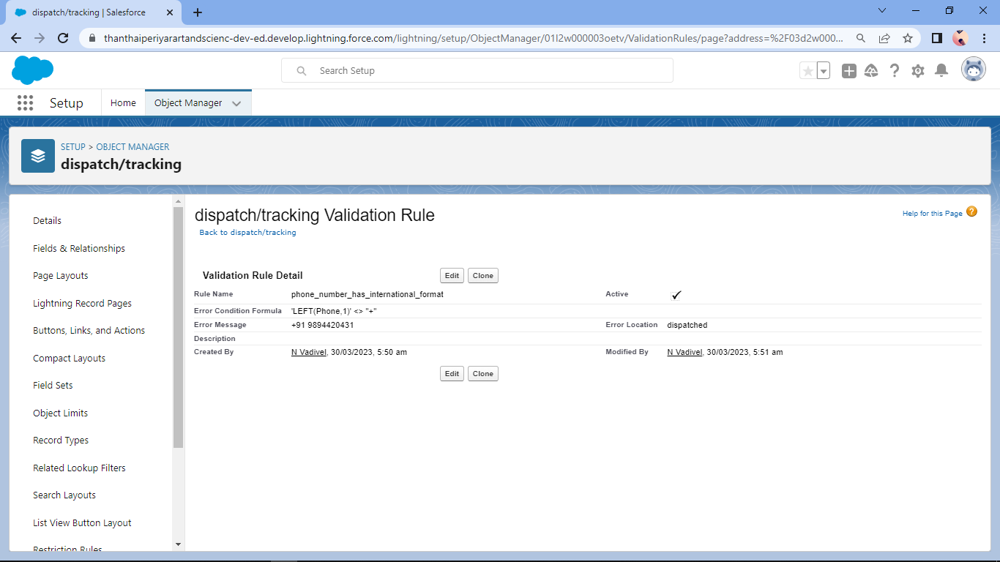 dispatch/tracking | Salesforce
thanthaiperiyarartandscienc-dev-ed.develop.lightning.force.com/lightning/setup/ObjectManager/01I2w000003oetv/ValidationRules/page?address=%2F03d2w000...
Search Setup
Setup
Home
Object Manager
SETUP > OBJECT MANAGER
dispatch/tracking
Details
Fields & Relationships
Page Layouts
Lightning Record Pages
Buttons, Links, and Actions
Compact Layouts
Field Sets
Object Limits
Record Types
Related Lookup Filters
Search Layouts
List View Button Layout
Restriction Rules
dispatch/tracking Validation Rule
Help for this Page ?
Back to dispatch/tracking
Validation Rule Detail
Edit Clone
Rule Name phone_number_has_international_format Active ✓
Error Condition Formula 'LEFT(Phone,1)' <> "+"
Error Message +91 9894420431 Error Location dispatched
Description
Created By N Vadivel, 30/03/2023, 5:50 am Modified By N Vadivel, 30/03/2023, 5:51 am
Edit Clone